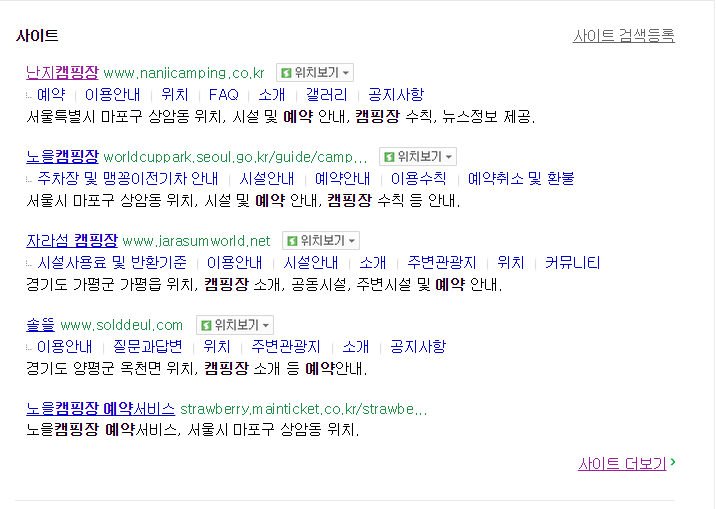 사이트 사이트 검색등록
난지캠핑장 www.nanjicamping.co.kr 위치보기
예약 | 이용안내 | 위치 | FAQ | 소개 | 갤러리 | 공지사항
서울특별시 마포구 상암동 위치, 시설 및 예약 안내, 캠핑장 수칙, 뉴스정보 제공.
노을캠핑장 worldcuppark.seoul.go.kr/guide/camp... 위치보기
주차장 및 맹꽁이전기차 안내 | 시설안내 | 예약안내 | 이용수칙 | 예약취소 및 환불
서울시 마포구 상암동 위치, 시설 및 예약 안내, 캠핑장 수칙 등 안내.
자라섬 캠핑장 www.jarasumworld.net 위치보기
시설사용료 및 반환기준 | 이용안내 | 시설안내 | 소개 | 주변관광지 | 위치 | 커뮤니티
경기도 가평군 가평읍 위치, 캠핑장 소개, 공동시설, 주변시설 및 예약 안내.
솔뜰 www.solddeul.com 위치보기
이용안내 | 질문과답변 | 위치 | 주변관광지 | 소개 | 공지사항
경기도 양평군 옥천면 위치, 캠핑장 소개 등 예약안내.
노을캠핑장 예약서비스 strawberry.mainticket.co.kr/strawbe...
노을캠핑장 예약서비스, 서울시 마포구 상암동 위치.
사이트 더보기